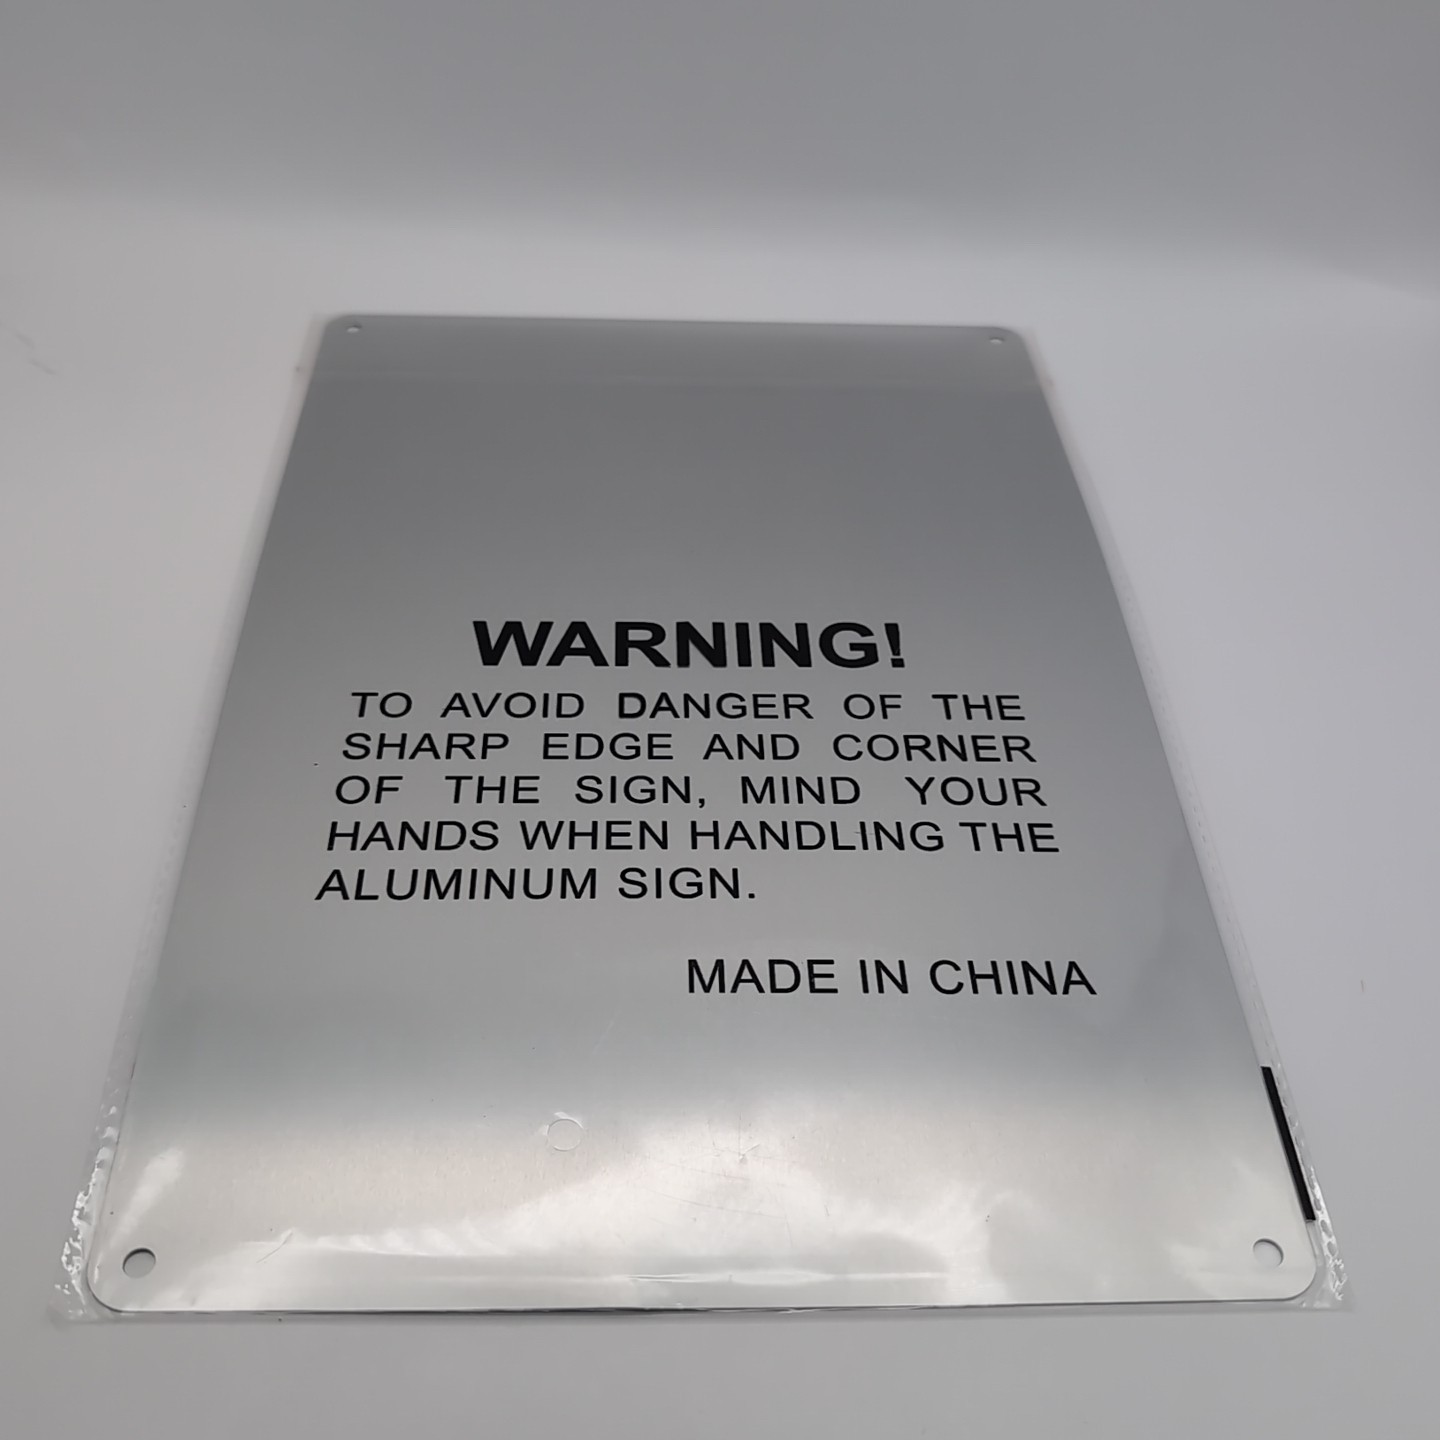 WARNING!
TO AVOID DANGER OF THE
SHARP EDGE AND CORNER
OF THE SIGN, MIND YOUR
HANDS WHEN HANDLING THE
ALUMINUM SIGN.
MADE IN CHINA